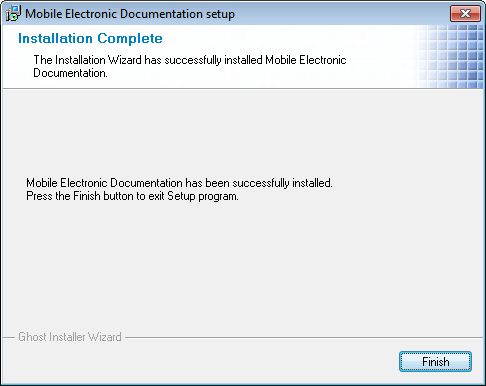 Mobile Electronic Documentation setup
Installation Complete
The Installation Wizard has successfully installed Mobile Electronic
Documentation.
Mobile Electronic Documentation has been successfully installed.
Press the Finish button to exit Setup program.
Ghost Installer Wizard
Finish